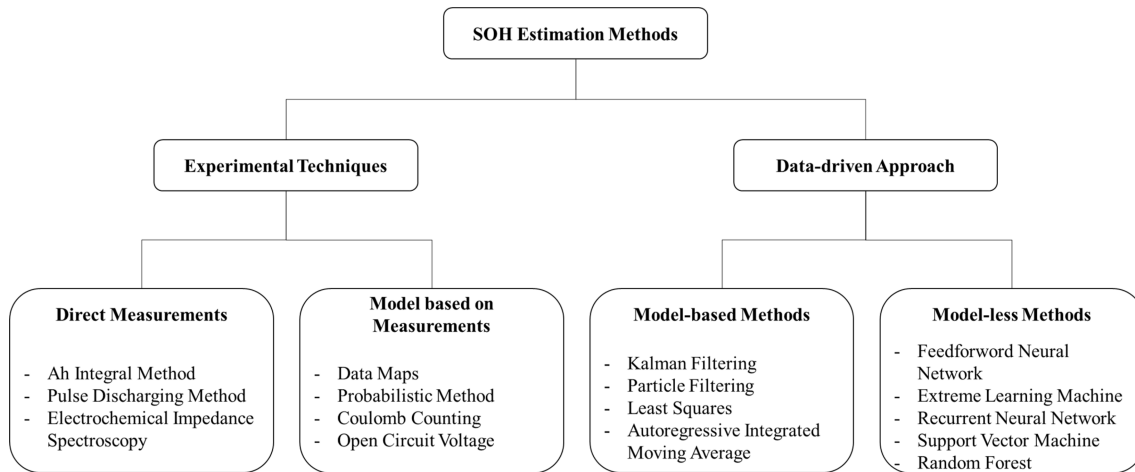 SOH Estimation Methods
Experimental Techniques
Data-driven Approach
Direct Measurements
- Ah Integral Method
- Pulse Discharging Method
- Electrochemical Impedance
Spectroscopy
Model based on
Measurements
- Data Maps
- Probabilistic Method
- Coulomb Counting
- Open Circuit Voltage
Model-based Methods
- Kalman Filtering
- Particle Filtering
- Least Squares
- Autoregressive Integrated
Moving Average
Model-less Methods
- Feedforword Neural
Network
- Extreme Learning Machine
- Recurrent Neural Network
- Support Vector Machine
- Random Forest